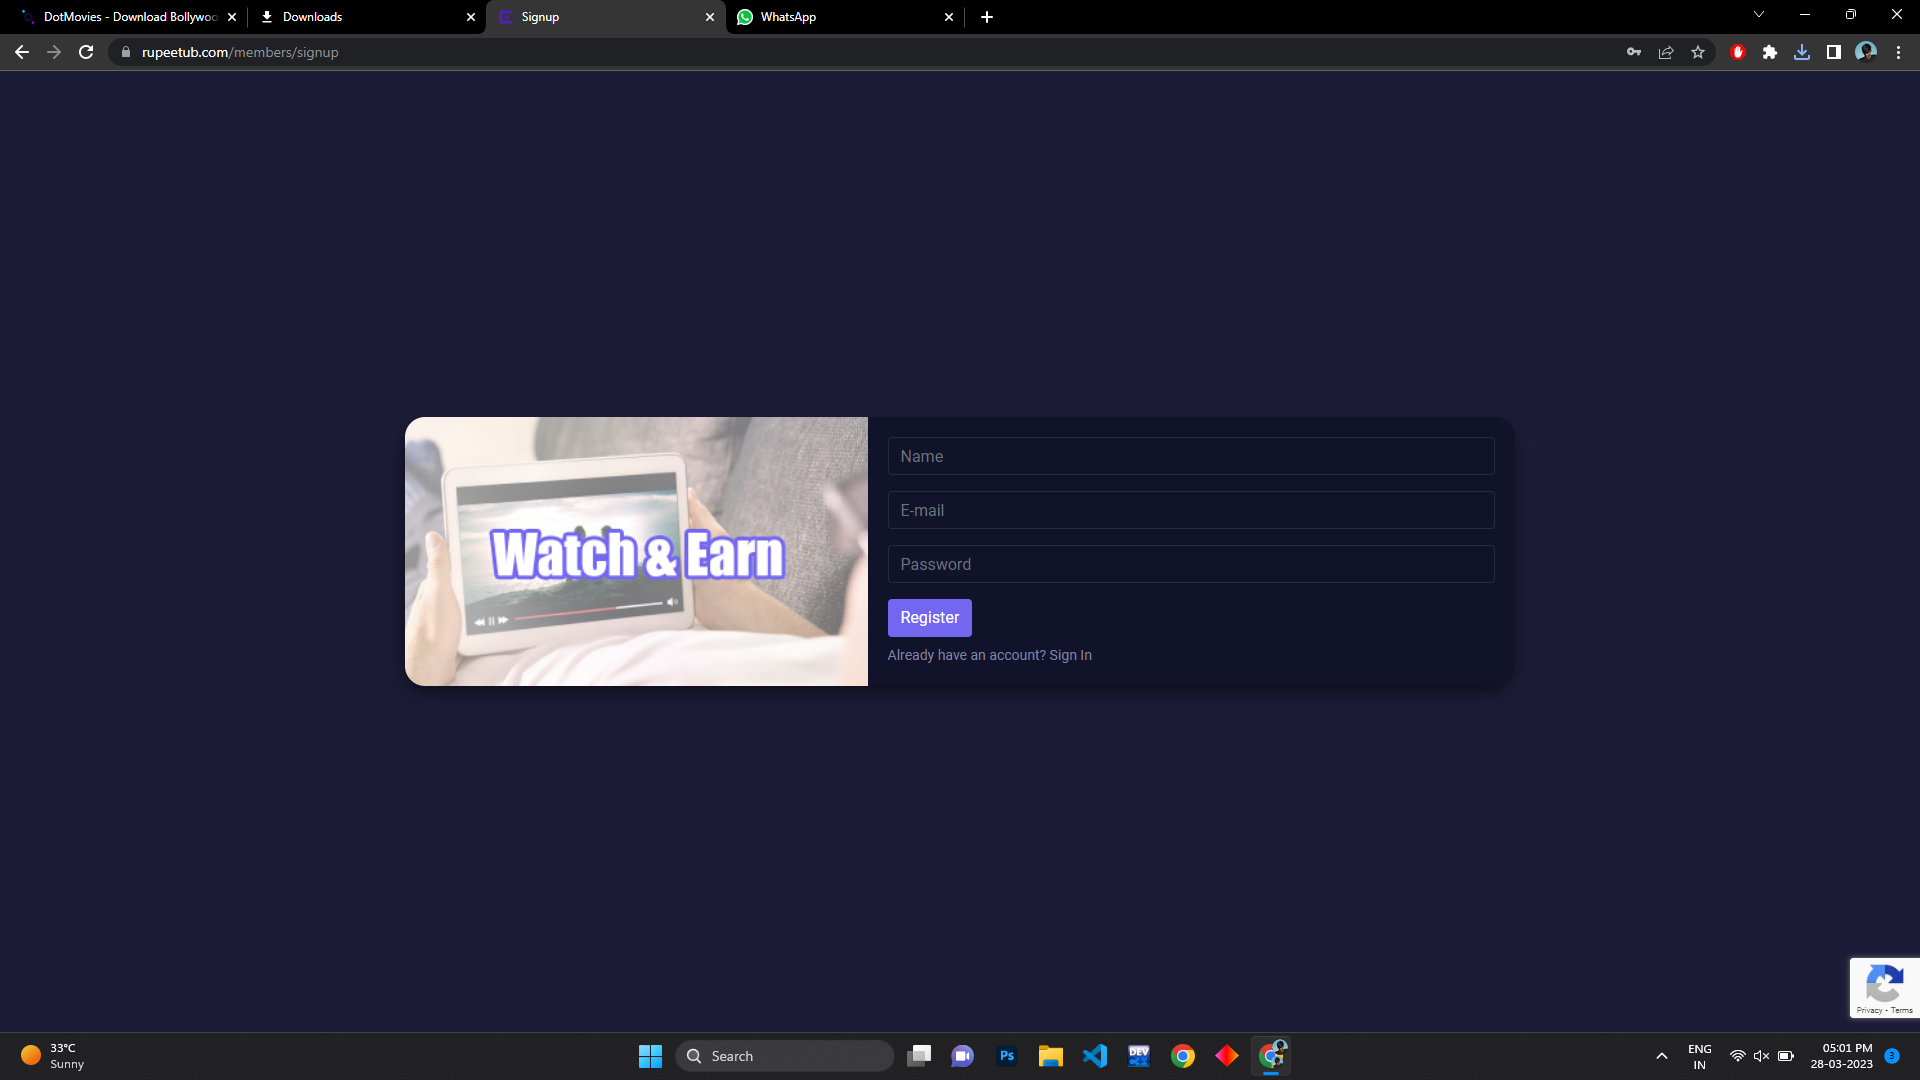 DotMovies - Download Bollywoo
Downloads
Signup
WhatsApp
rupeetub.com/members/signup
Watch & Earn
Name
E-mail
Password
Register
Already have an account? Sign In
Privacy - Terms
33°C
Sunny
Search
Ps
DEV
ENG
IN
05:01 PM
28-03-2023
3